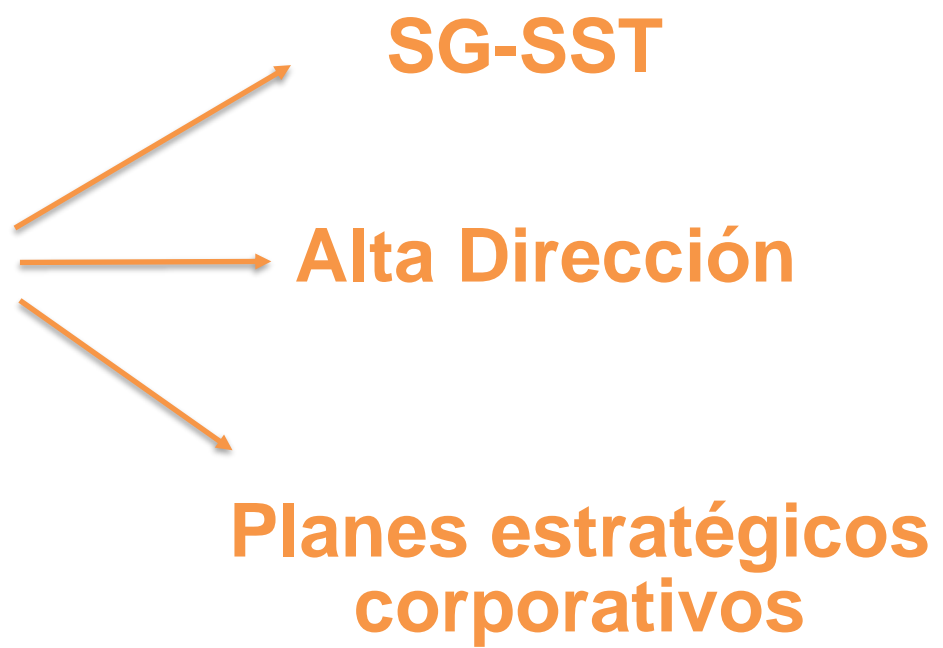 SG-SST
Alta Dirección
Planes estratégicos
corporativos